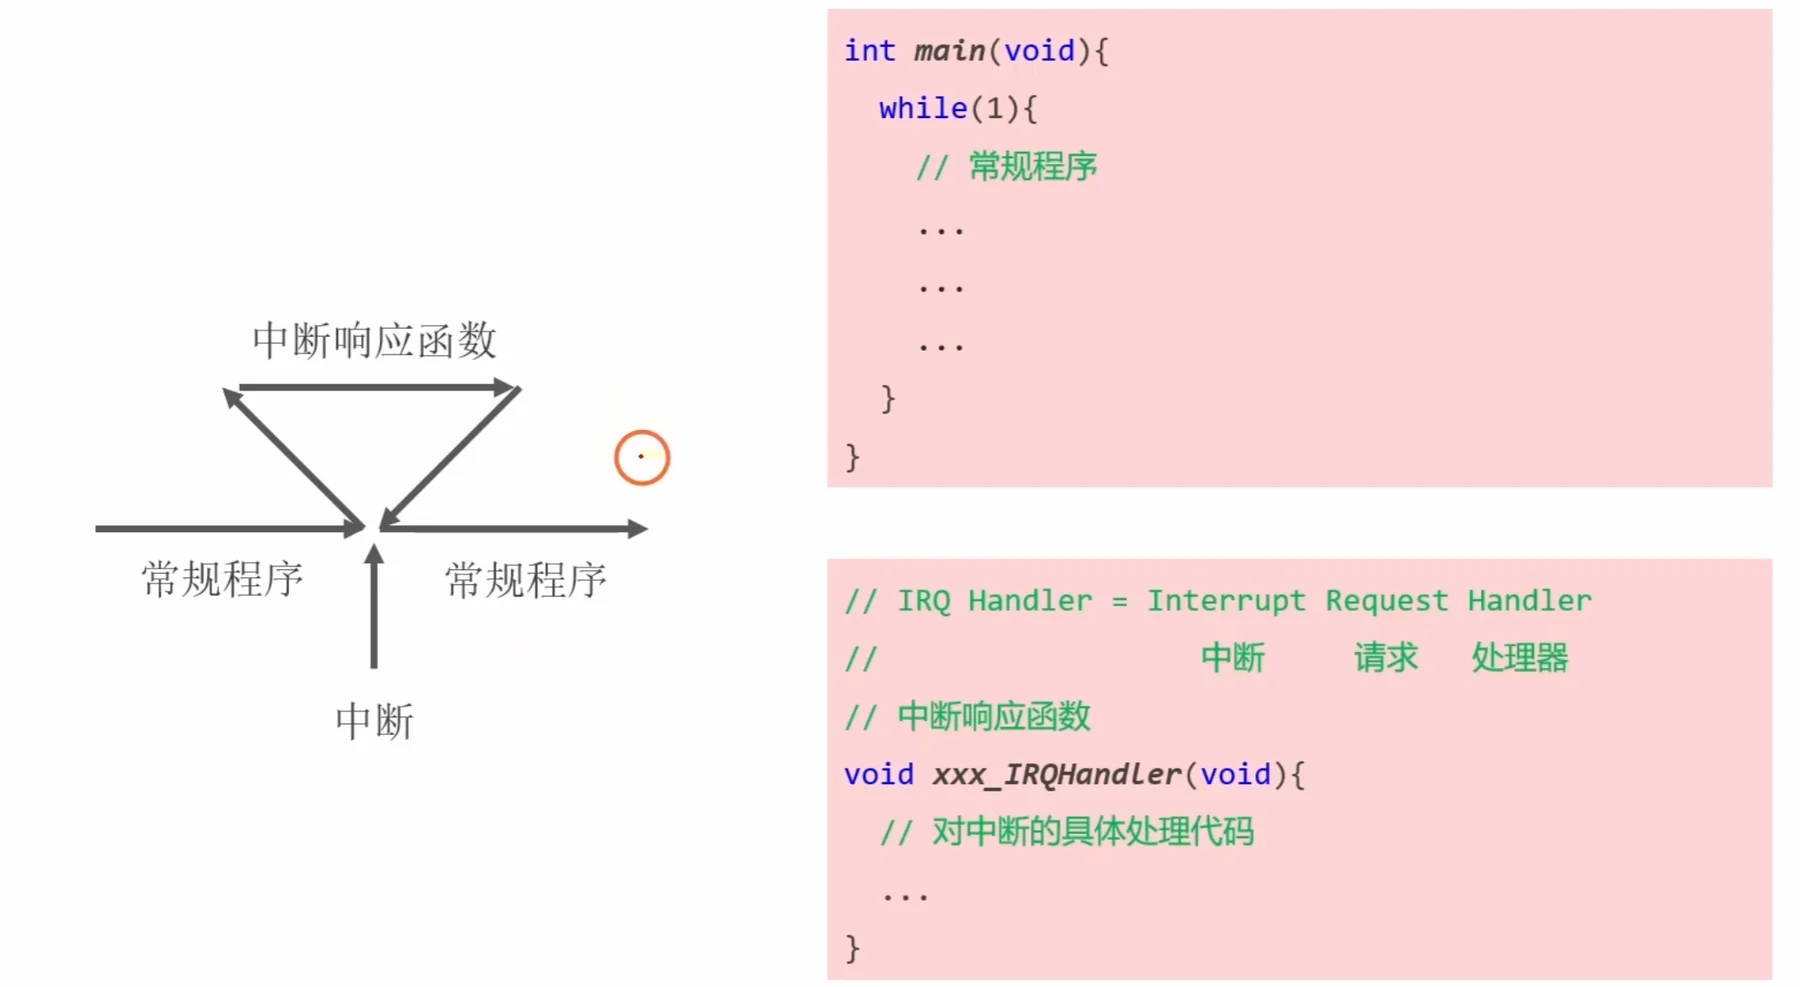 中断响应函数
常规程序
常规程序
中断
int main(void){
while(1){
// 常规程序
...
...
...
}
}
// IRQ Handler = Interrupt Request Handler
// 中断 请求 处理器
// 中断响应函数
void xxx_IRQHandler(void){
// 对中断的具体处理代码
...
}